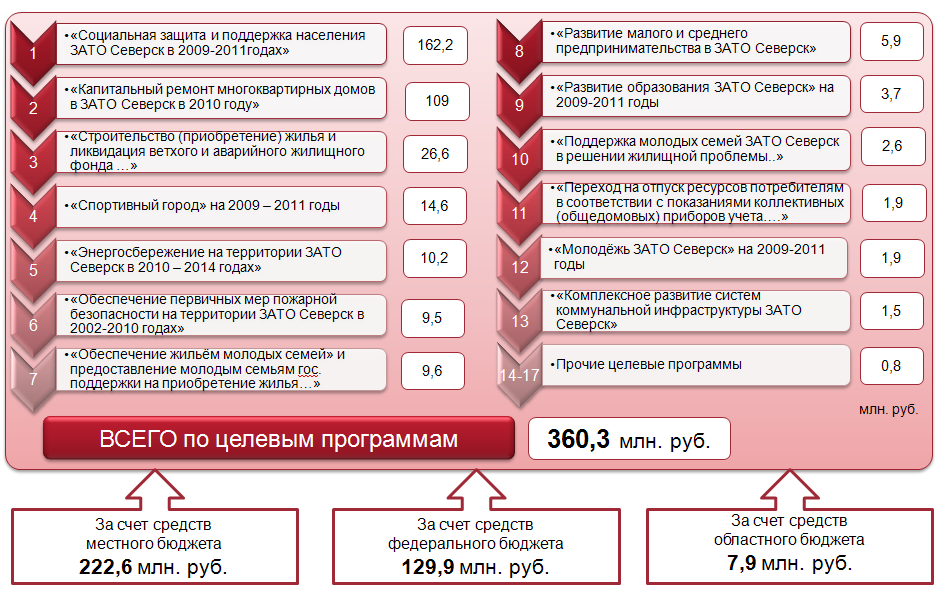 1
•«Социальная защита и поддержка населения
ЗАТО Северск в 2009-2011годах»
162,2
2
•«Капитальный ремонт многоквартирных домов
в ЗАТО Северск в 2010 году»
109
3
•«Строительство (приобретение) жилья и
ликвидация ветхого и аварийного жилищного
фонда …»
26,6
4
•«Спортивный город» на 2009 – 2011 годы
14,6
5
•«Энергосбережение на территории ЗАТО
Северск в 2010 – 2014 годах»
10,2
6
•«Обеспечение первичных мер пожарной
безопасности на территории ЗАТО Северск в
2002-2010 годах»
9,5
7
•«Обеспечение жильём молодых семей» и
предоставление молодым семьям гос.
поддержки на приобретение жилья…»
9,6
8
•«Развитие малого и среднего
предпринимательства в ЗАТО Северск»
5,9
9
•«Развитие образования ЗАТО Северск» на
2009-2011 годы
3,7
10
•«Поддержка молодых семей ЗАТО Северск
в решении жилищной проблемы..»
2,6
11
•«Переход на отпуск ресурсов потребителям
в соответствии с показаниями коллективных
(общедомовых) приборов учета….»
1,9
12
•«Молодёжь ЗАТО Северск» на 2009-2011
годы
1,9
13
•«Комплексное развитие систем
коммунальной инфраструктуры ЗАТО
Северск»
1,5
14-17
•Прочие целевые программы
0,8
млн. руб.
ВСЕГО по целевым программам
360,3 млн. руб.
За счет средств
местного бюджета
222,6 млн. руб.
За счет средств
федерального бюджета
129,9 млн. руб.
За счет средств
областного бюджета
7,9 млн. руб.